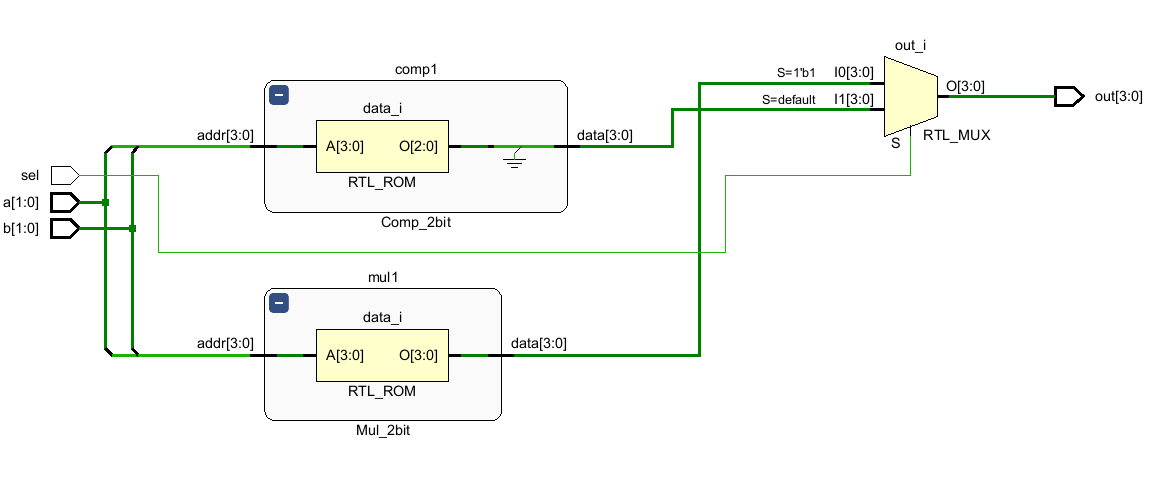 out_i
S=1'b1 I0[3:0]
S=default I1[3:0]
O[3:0]
out[3:0]
S
RTL_MUX
comp1
data_i
addr[3:0]
A[3:0] O[2:0]
data[3:0]
RTL_ROM
Comp_2bit
sel
a[1:0]
b[1:0]
mul1
data_i
addr[3:0]
A[3:0] O[3:0]
data[3:0]
RTL_ROM
Mul_2bit